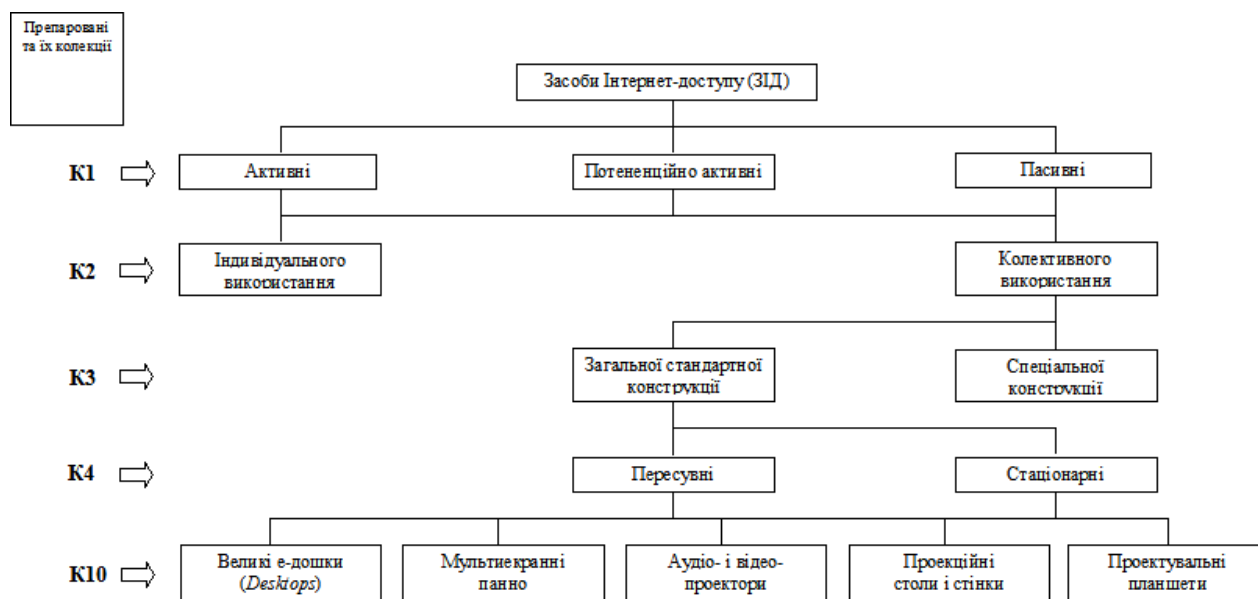 Препаровані
та їх колекції
Засоби Інтернет-доступу (ЗІД)
К1
Активні
Потененційно активні
Пасивні
К2
Індивідуального
використання
Колективного
використання
К3
Загальної стандартної
конструкції
Спеціальної
конструкції
К4
Пересувні
Стаціонарні
К10
Великі е-дошки
(Desktops)
Мультиекранні
панно
Аудіо- і відео-
проектори
Проекційні
столи і стінки
Проектувальні
планшети